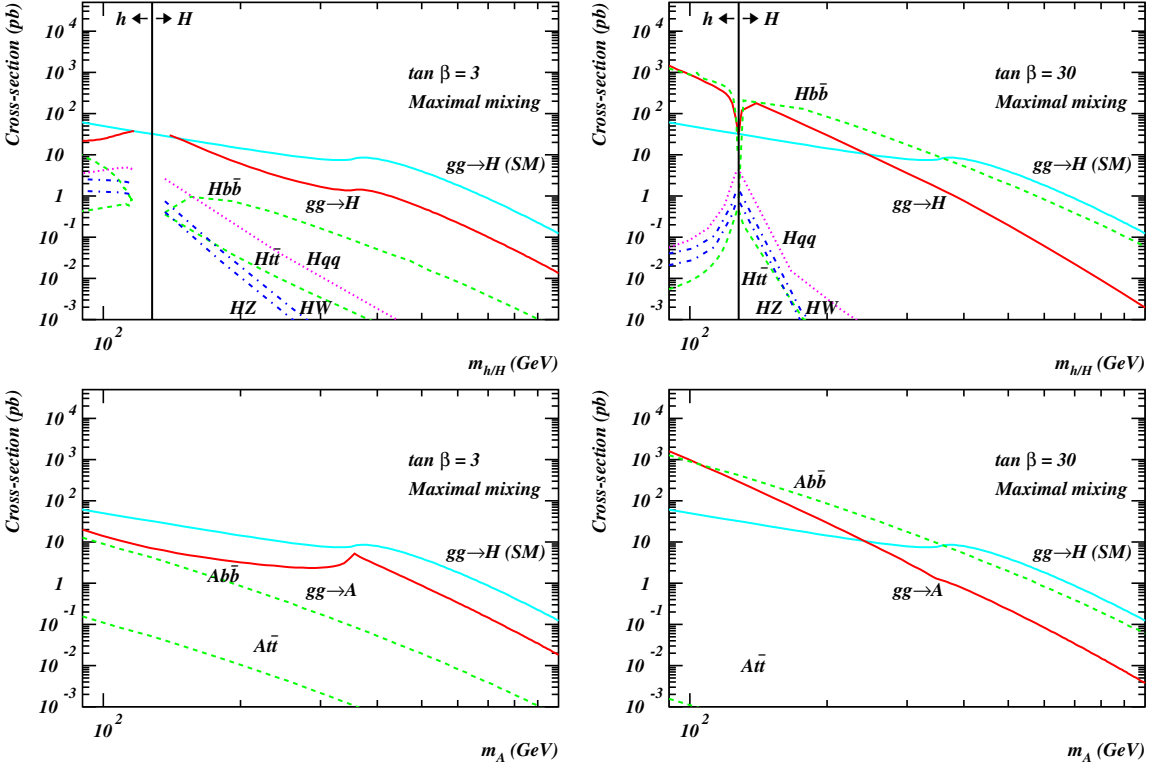 Cross-section (pb)
h ← → H
10^4
10^3
10^2
10
1
10^-1
10^-2
10^-3
10
tan β = 3
Maximal mixing
gg→H (SM)
gg→H
Hbb̄
Htt̄
Hqq
HZ
HW
10^2
m_h/H (GeV)
Cross-section (pb)
h ← → H
10^4
10^3
10^2
10
1
10^-1
10^-2
10^-3
10
tan β = 30
Maximal mixing
Hbb̄
gg→H (SM)
gg→H
Hqq
Htt̄
HZ
HW
10^2
m_h/H (GeV)
Cross-section (pb)
10^4
10^3
10^2
10
1
10^-1
10^-2
10^-3
10
tan β = 3
Maximal mixing
gg→H (SM)
Abb̄
gg→A
Att̄
10^2
m_A (GeV)
Cross-section (pb)
10^4
10^3
10^2
10
1
10^-1
10^-2
10^-3
10
tan β = 30
Maximal mixing
Abb̄
gg→H (SM)
gg→A
Att̄
10^2
m_A (GeV)